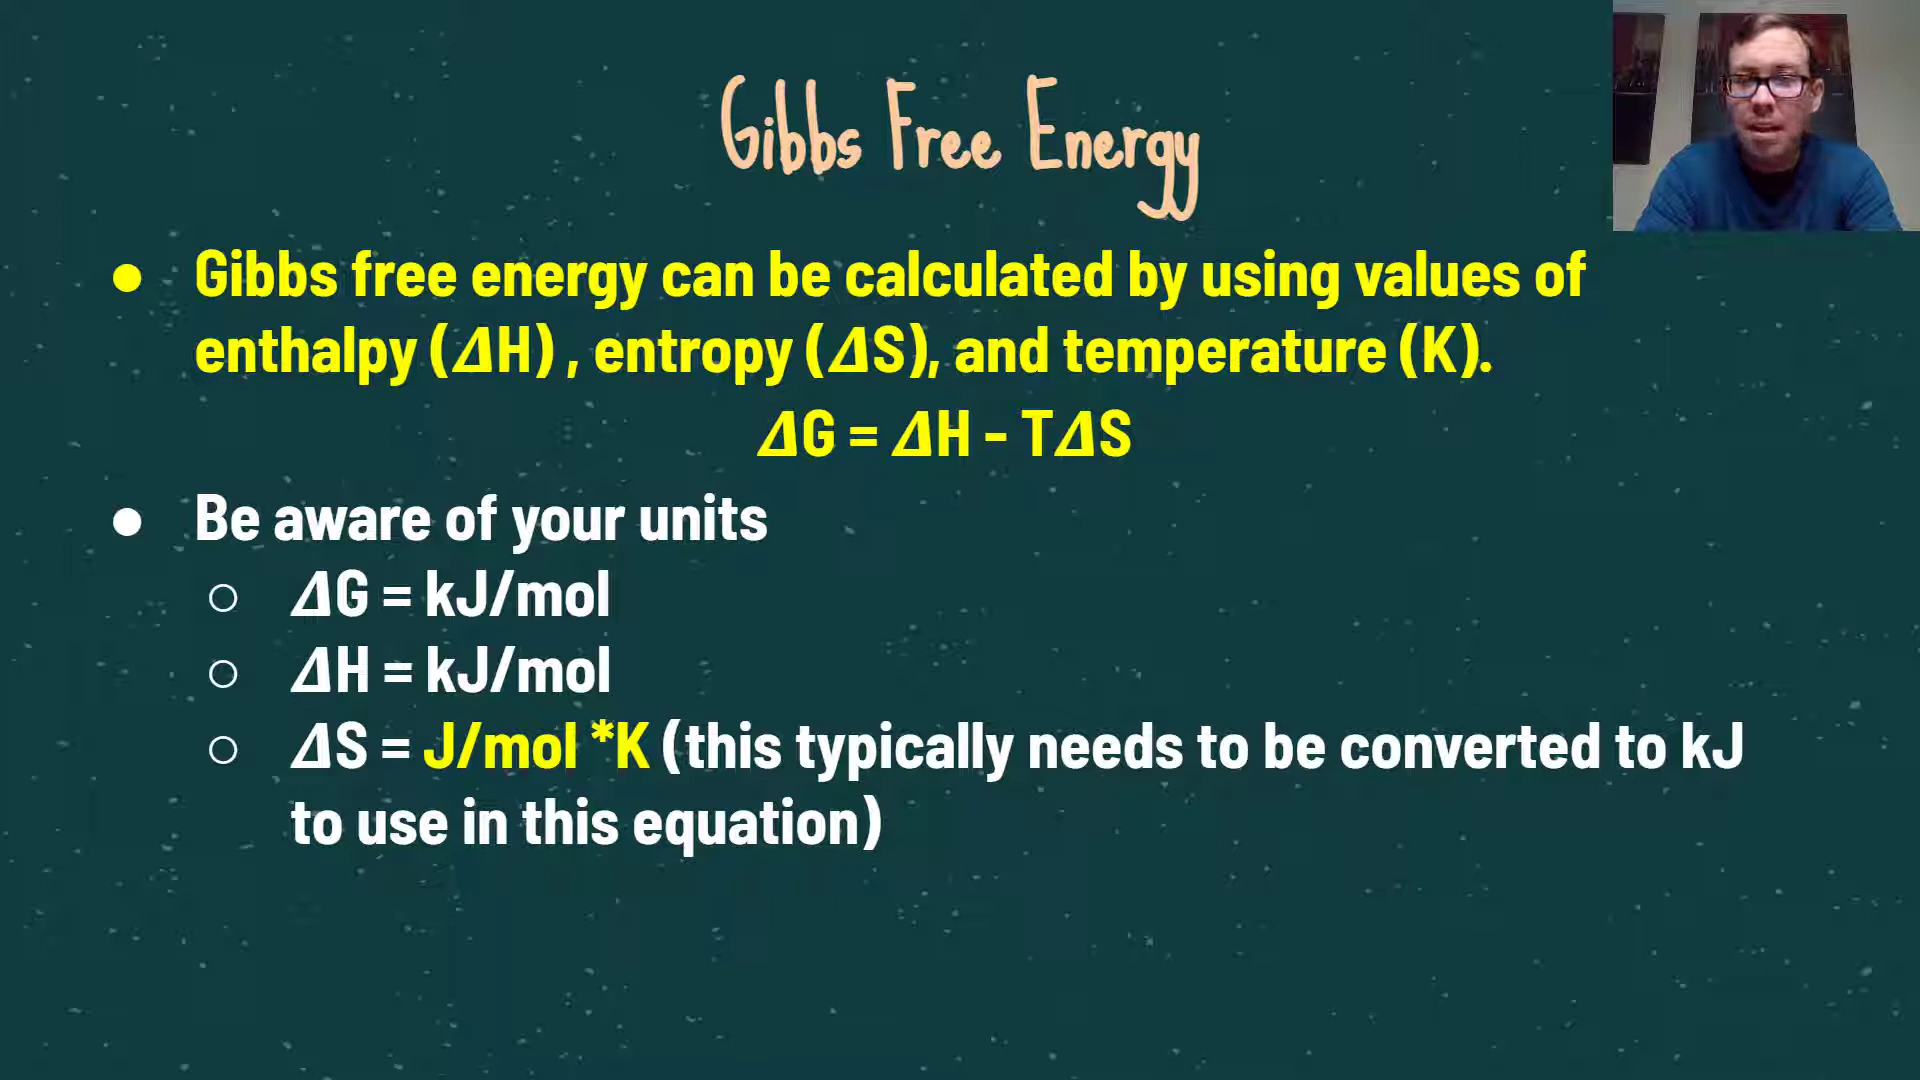 Gibbs Free Energy
● Gibbs free energy can be calculated by using values of
enthalpy (ΔH) , entropy (ΔS), and temperature (K).
ΔG = ΔH - TΔS
● Be aware of your units
○ ΔG = kJ/mol
○ ΔH = kJ/mol
○ ΔS = J/mol *K (this typically needs to be converted to kJ
to use in this equation)